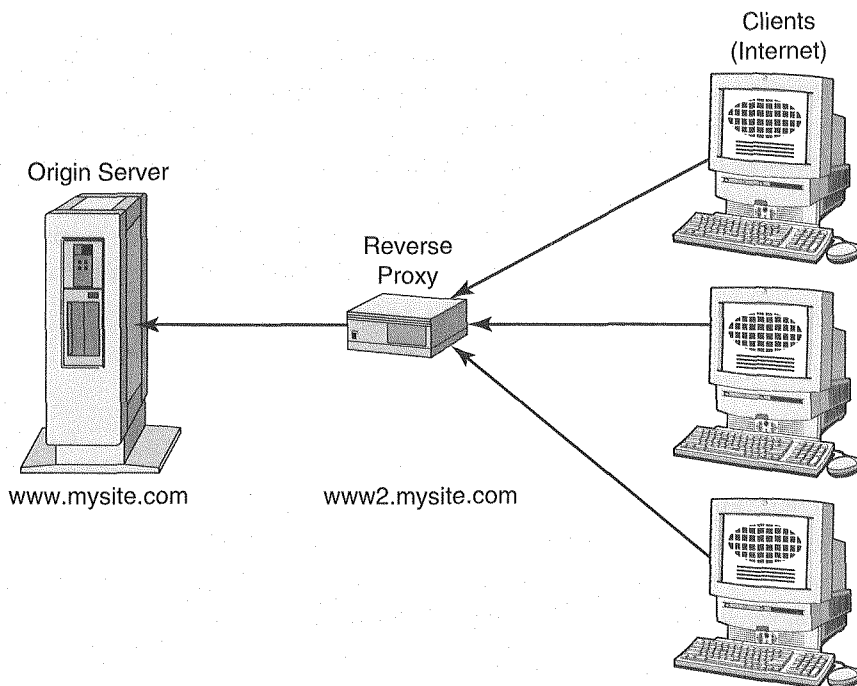 Clients
(Internet)
Origin Server
Reverse
Proxy
www.mysite.com
www2.mysite.com